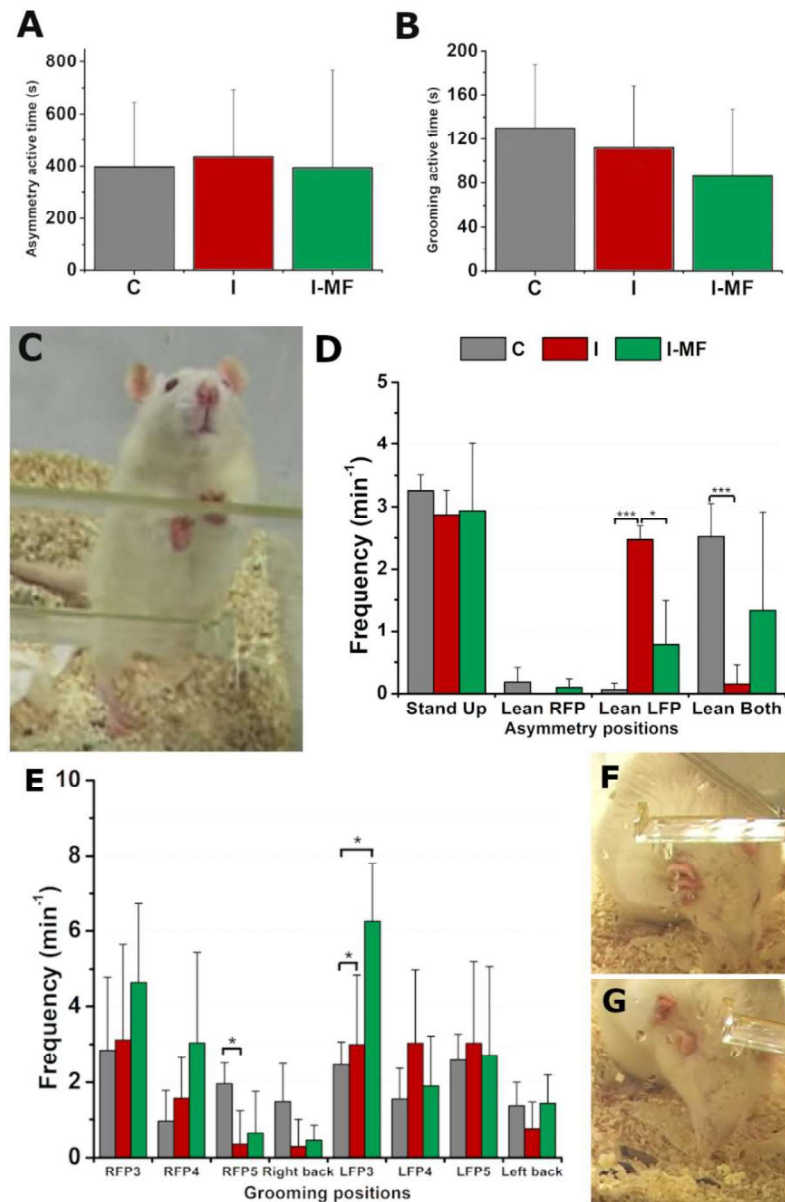 A
Asymmetry active time (s)
800
600
400
200
0
C I I-MF
B
Grooming active time (s)
200
160
120
80
40
0
C I I-MF
C
D
C I I-MF
Frequency (min⁻¹)
5
4
3
2
1
0
*** *
***
Stand Up Lean RFP Lean LFP Lean Both
Asymmetry positions
E
Frequency (min⁻¹)
10
8
6
4
2
0
*
*
*
RFP3 RFP4 RFP5 Right back LFP3 LFP4 LFP5 Left back
Grooming positions
F
G